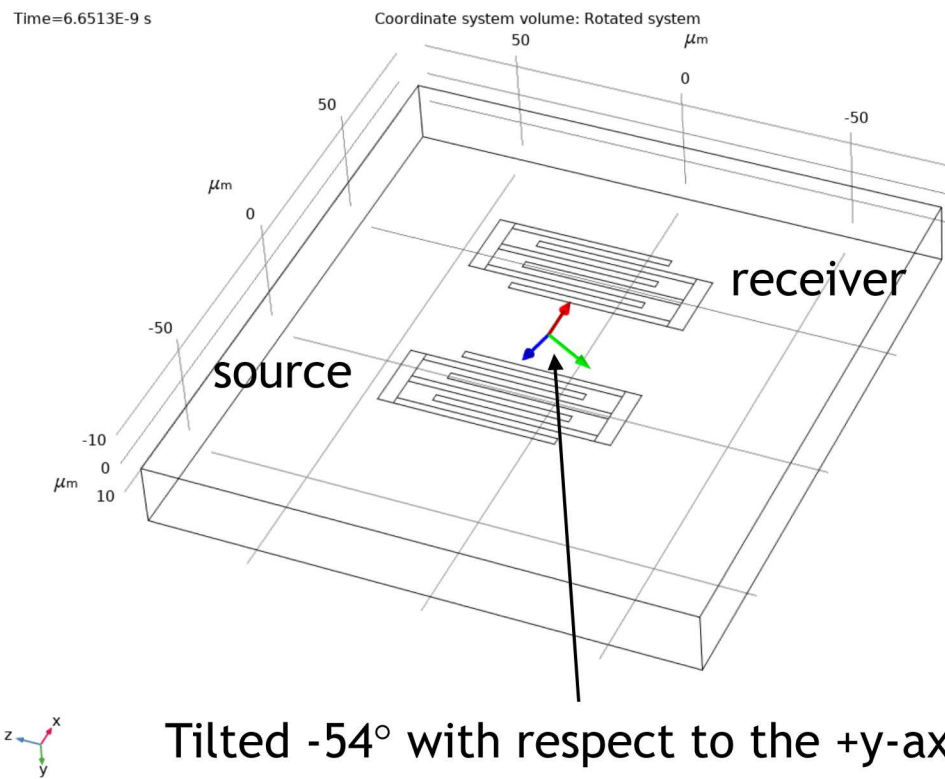 Time=6.6513E-9 s
Coordinate system volume: Rotated system
50
μm
0
-50
50
μm
0
-50
-10
0
μm
10
receiver
source
z
x
y
Tilted -54° with respect to the +y-ax